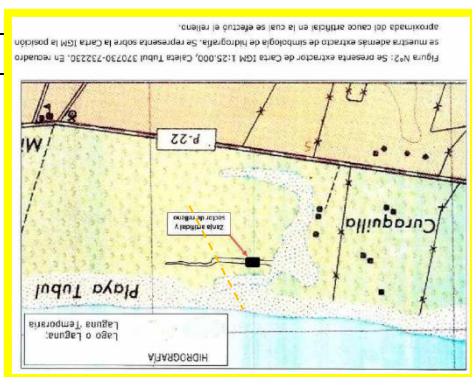 HIDROGRAFÍA
Lago o Laguna;
Laguna Temporaria
Playa Tubul
Curaquilla
Zanja artificial y
sector de relleno
P-22
5
Mi
Figura N°2: Se presenta extractor de Carta IGM 1:25.000, Caleta Tubul 370730-732230. En recuadro
se muestra además extracto de simbología de hidrografía. Se representa sobre la Carta IGM la posición
aproximada del cauce artificial en la cual se efectuó el relleno.